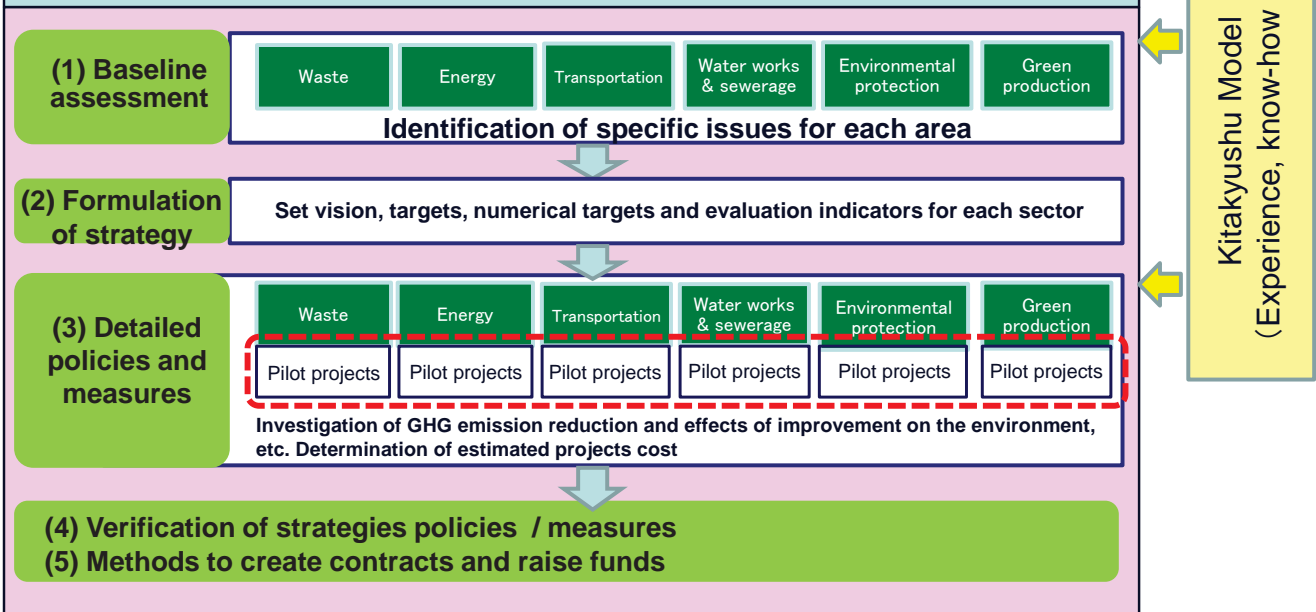 (1) Baseline
assessment
Waste
Energy
Transportation
Water works
& sewerage
Environmental
protection
Green
production
Identification of specific issues for each area
(2) Formulation
of strategy
Set vision, targets, numerical targets and evaluation indicators for each sector
(3) Detailed
policies and
measures
Waste
Energy
Transportation
Water works
& sewerage
Environmental
protection
Green
production
Pilot projects
Pilot projects
Pilot projects
Pilot projects
Pilot projects
Pilot projects
Investigation of GHG emission reduction and effects of improvement on the environment,
etc. Determination of estimated projects cost
(4) Verification of strategies policies / measures
(5) Methods to create contracts and raise funds
Kitakyushu Model
(Experience, know-how